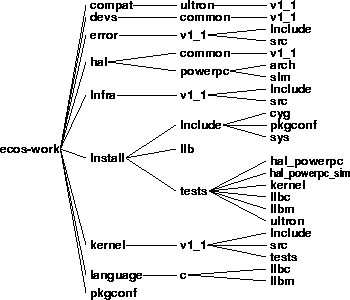 compat ultron v1_1
devs common v1_1
error v1_1 include
src
hal common v1_1
powerpc arch
sim
infra v1_1 include
src
ecos-work install include cyg
pkgconf
sys
lib
tests hal_powerpc
hal_powerpc_sim
kernel
libc
libm
ultron
kernel v1_1 include
src
tests
language c libc
libm
pkgconf